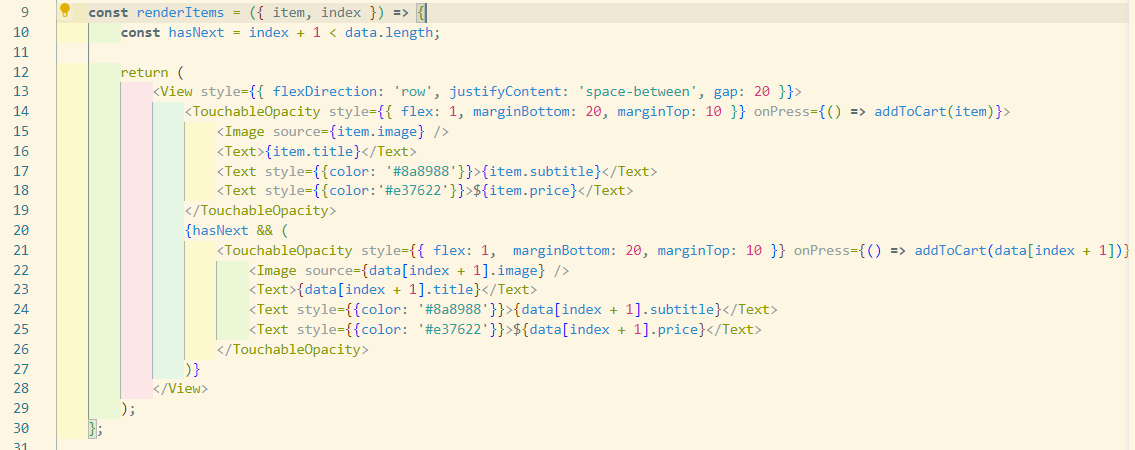 9 const renderItems = ({ item, index }) => {
10 const hasNext = index + 1 < data.length;
11
12 return (
13 <View style={{ flexDirection: 'row', justifyContent: 'space-between', gap: 20 }}>
14 <TouchableOpacity style={{ flex: 1, marginBottom: 20, marginTop: 10 }} onPress={() => addToCart(item)}>
15 <Image source={item.image} />
16 <Text>{item.title}</Text>
17 <Text style={{color: '#8a8988'}}>{item.subtitle}</Text>
18 <Text style={{color:'#e37622'}}>${item.price}</Text>
19 </TouchableOpacity>
20 {hasNext && (
21 <TouchableOpacity style={{ flex: 1,  marginBottom: 20, marginTop: 10 }} onPress={() => addToCart(data[index + 1])}
22 <Image source={data[index + 1].image} />
23 <Text>{data[index + 1].title}</Text>
24 <Text style={{color: '#8a8988'}}>{data[index + 1].subtitle}</Text>
25 <Text style={{color: '#e37622'}}>${data[index + 1].price}</Text>
26 </TouchableOpacity>
27 )}
28 </View>
29 );
30 };
31